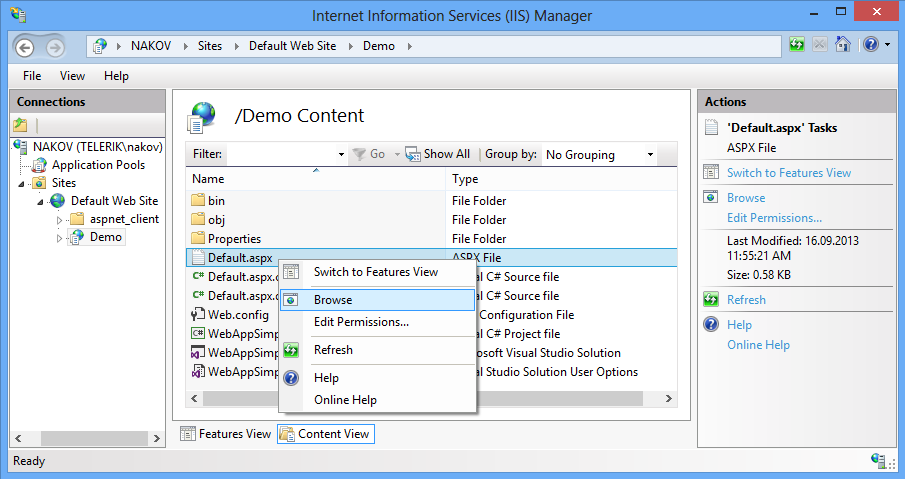 Internet Information Services (IIS) Manager
NAKOV Sites Default Web Site Demo
File View Help
Connections
NAKOV (TELERIK\nakov)
Application Pools
Sites
Default Web Site
aspnet_client
Demo
/Demo Content
Filter: Go Show All Group by: No Grouping
Name Type
bin File Folder
obj File Folder
Properties File Folder
Default.aspx ASPX File
Default.aspx.c al C# Source file
Default.aspx.d al C# Source file
Web.config Configuration File
WebAppSimp al C# Project file
WebAppSimp osoft Visual Studio Solution
WebAppSimp al Studio Solution User Options
Switch to Features View
Browse
Edit Permissions...
Refresh
Help
Online Help
Features View Content View
Actions
'Default.aspx' Tasks
ASPX File
Switch to Features View
Browse
Edit Permissions...
Last Modified: 16.09.2013
11:55:21 AM
Size: 0.58 KB
Refresh
Help
Online Help
Ready